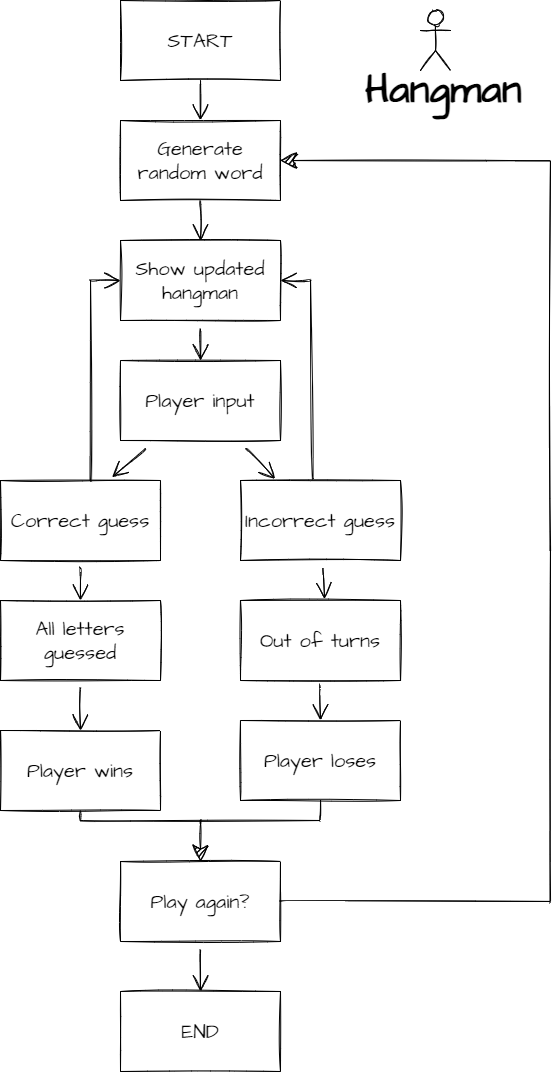 START
Hangman
Generate
random word
Show updated
hangman
Player input
Correct guess
Incorrect guess
All letters
guessed
Out of turns
Player wins
Player loses
Play again?
END